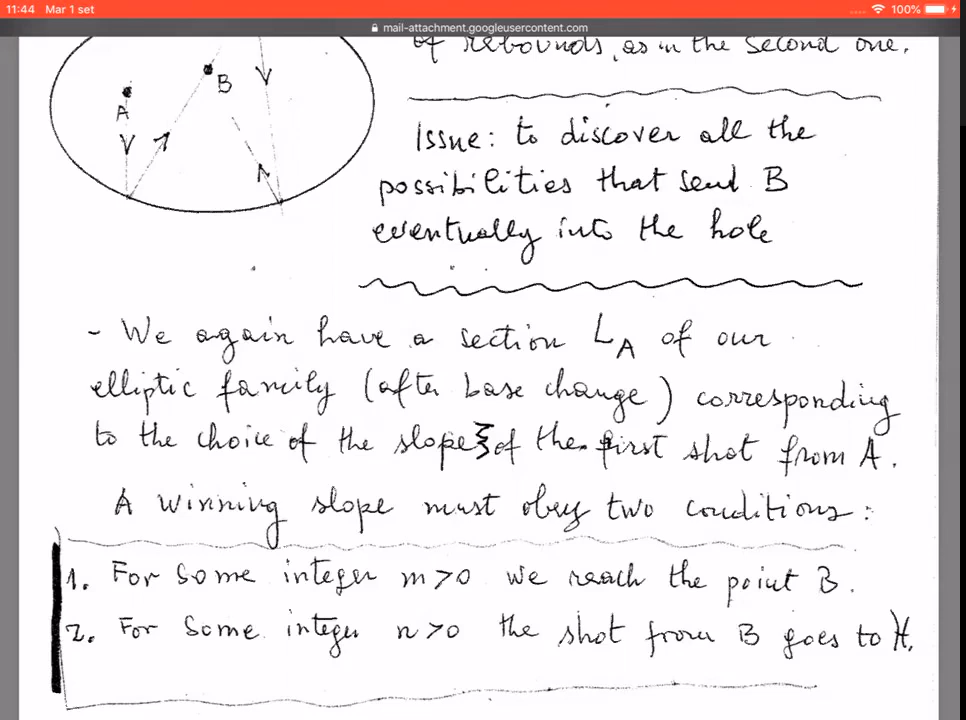 11:44 Mar 1 set
100%
mail-attachment.googleusercontent.com
of rebounds, as in the second one.
A
B
Issue: to discover all the
possibilities that send B
eventually into the hole
- We again have a section L_A of our
elliptic family (after base change) corresponding
to the choice of the slope ξ of the first shot from A.
A winning slope must obey two conditions:
1. For some integer m>0 we reach the point B.
2. For some integer n>0 the shot from B goes to H.